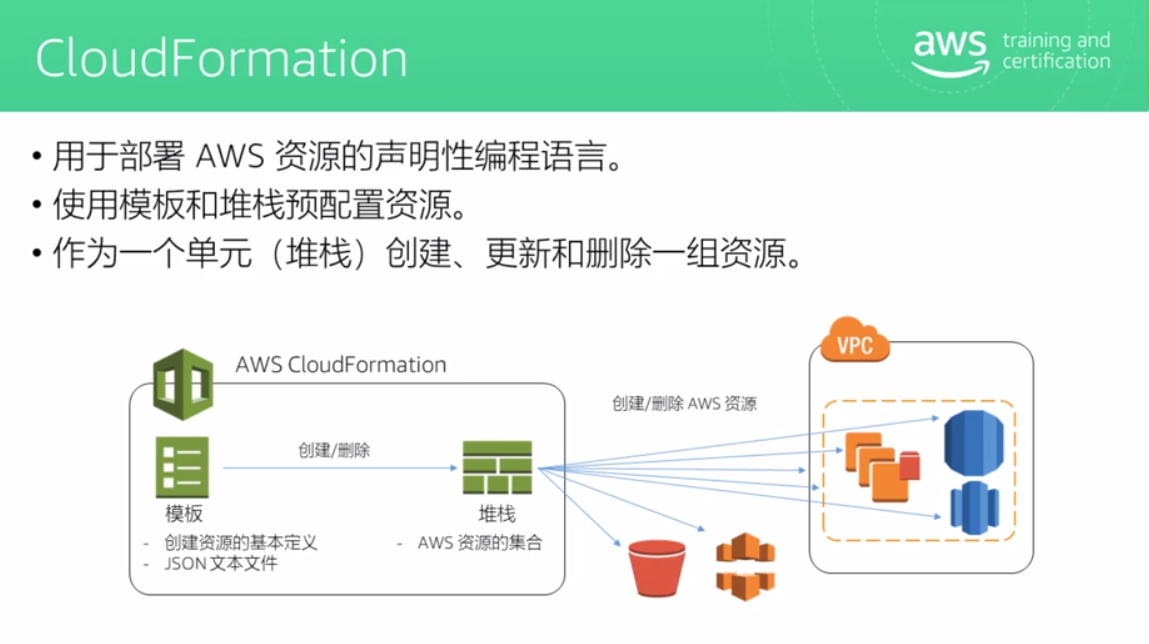 CloudFormation
aws training and
certification
• 用于部署 AWS 资源的声明性编程语言。
• 使用模板和堆栈预配置资源。
• 作为一个单元（堆栈）创建、更新和删除一组资源。
AWS CloudFormation
VPC
创建/删除 AWS 资源
创建/删除
模板
- 创建资源的基本定义
- JSON 文本文件
堆栈
- AWS 资源的集合